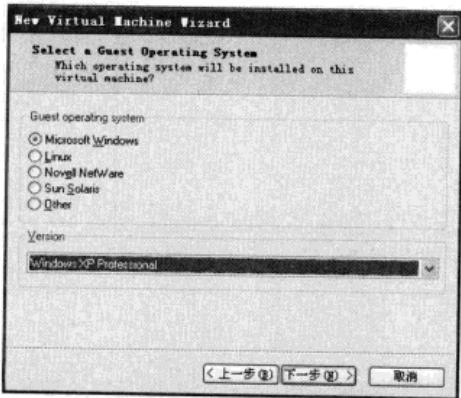 New Virtual Machine Wizard
Select a Guest Operating System
Which operating system will be installed on this
virtual machine?
Guest operating system
Microsoft Windows
Linux
Novell NetWare
Sun Solaris
Other
Version
Windows XP Professional
< 上一步(B) 下一步(N) > 取消